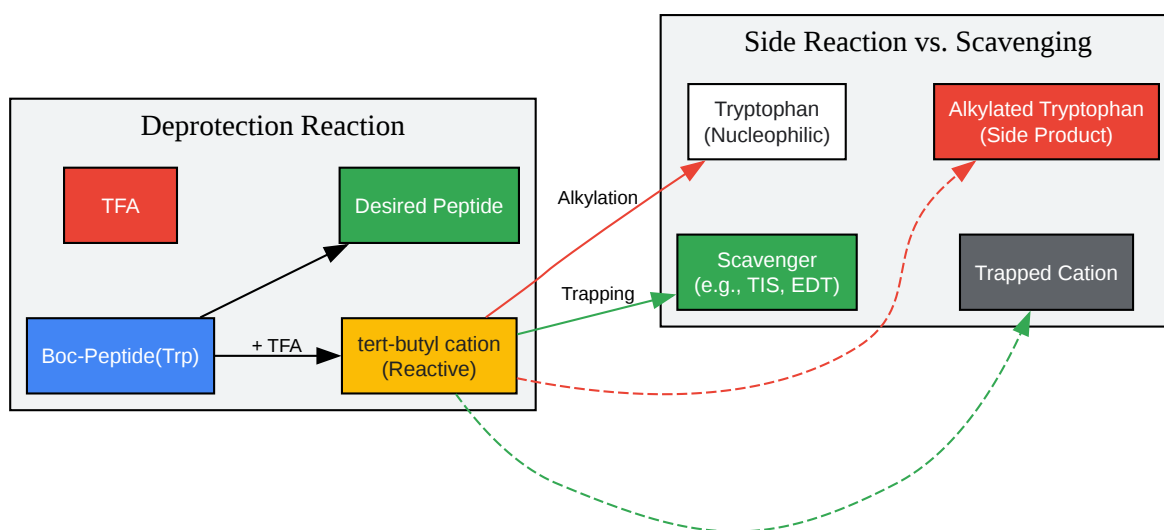 Deprotection Reaction
TFA
Desired Peptide
Boc-Peptide(Trp)
+ TFA
tert-butyl cation
(Reactive)
Alkylation
Trapping
Side Reaction vs. Scavenging
Tryptophan
(Nucleophilic)
Alkylated Tryptophan
(Side Product)
Scavenger
(e.g., TIS, EDT)
Trapped Cation